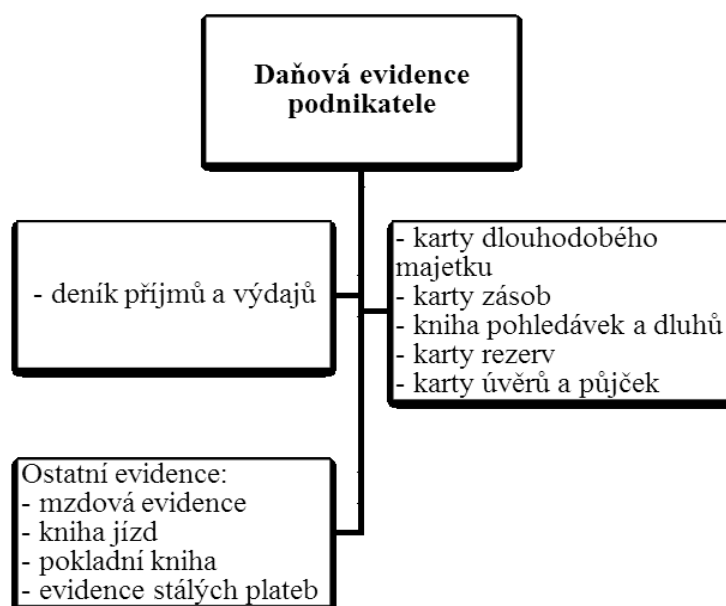 Daňová evidence
podnikatele
- deník příjmů a výdajů
- karty dlouhodobého
majetku
- karty zásob
- kniha pohledávek a dluhů
- karty rezerv
- karty úvěrů a půjček
Ostatní evidence:
- mzdová evidence
- kniha jízd
- pokladní kniha
- evidence stálých plateb